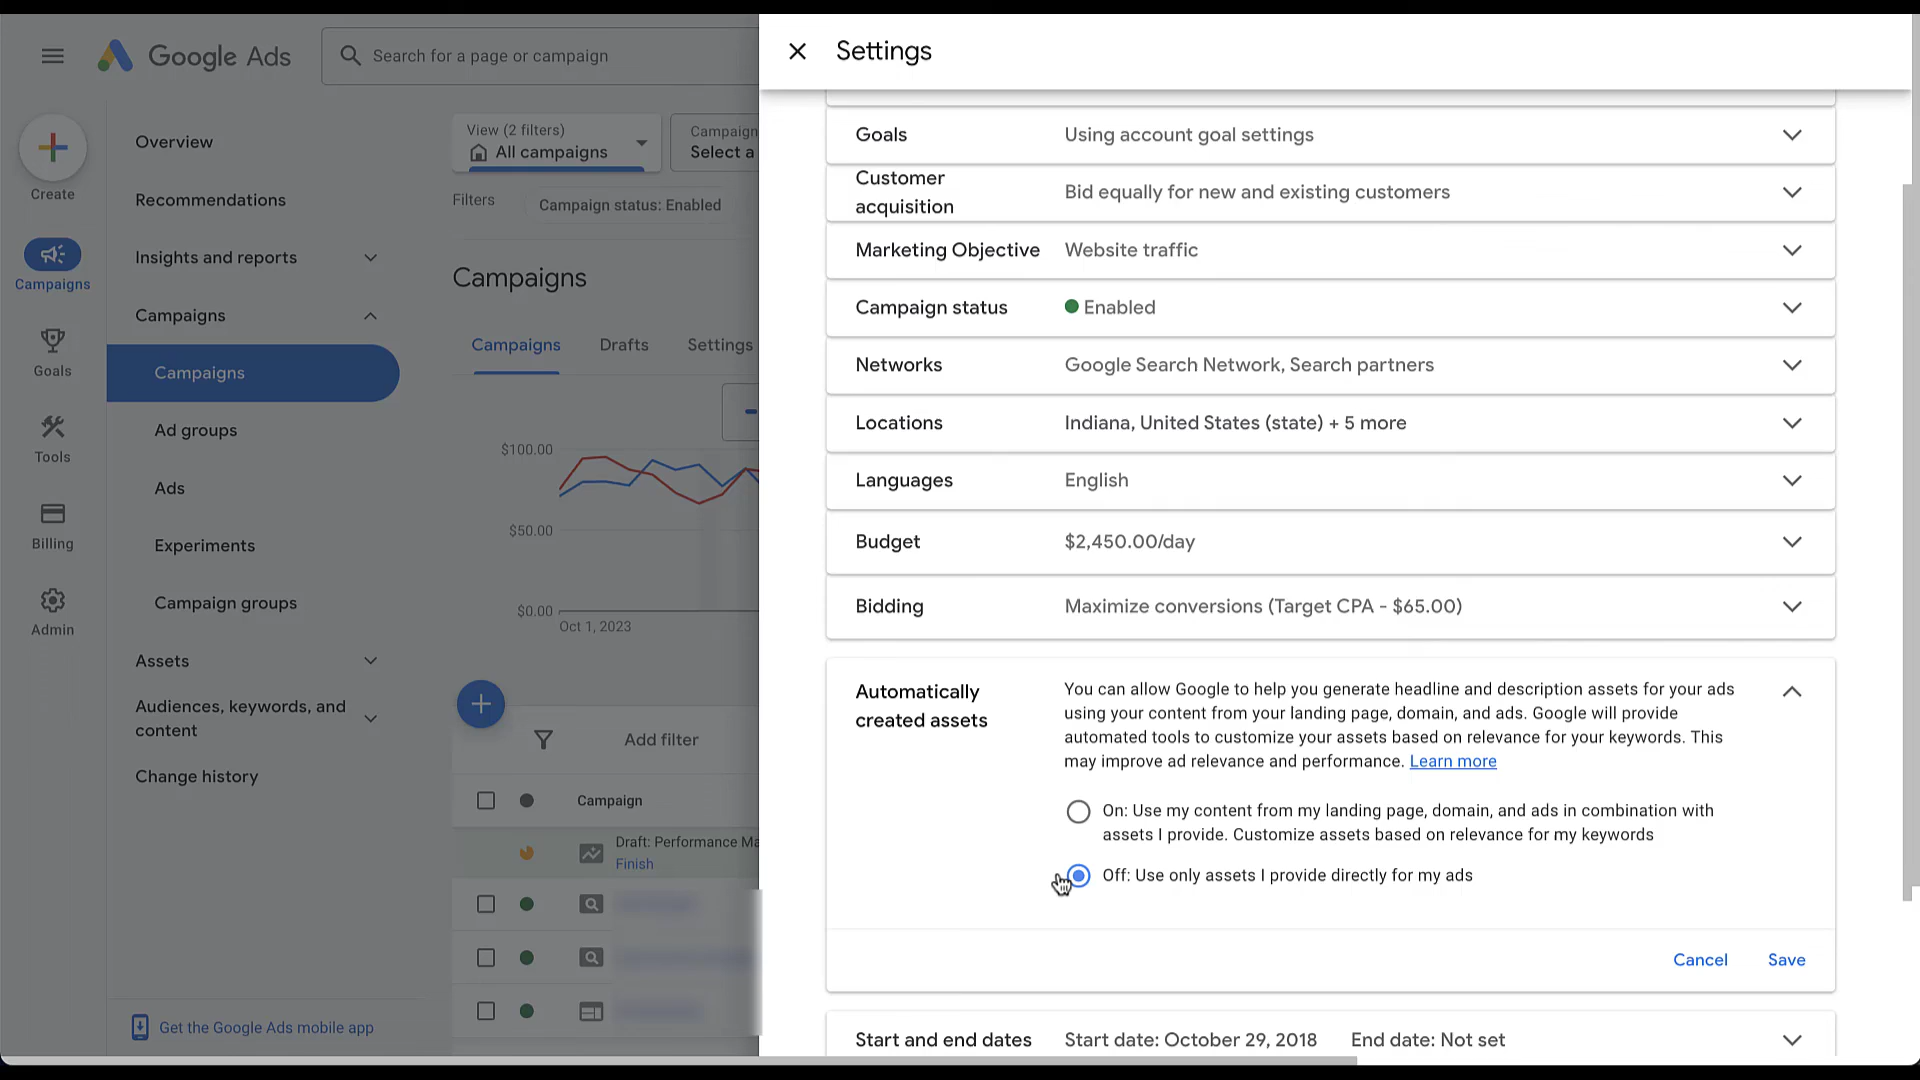 Google Ads
Search for a page or campaign
Create
Campaigns
Goals
Tools
Billing
Admin
Overview
Recommendations
Insights and reports
Campaigns
Campaigns
Ad groups
Ads
Experiments
Campaign groups
Assets
Audiences, keywords, and
content
Change history
Get the Google Ads mobile app
View (2 filters)
All campaigns
Campaign
Select a
Filters
Campaign status: Enabled
Campaigns
Campaigns Drafts Settings
$100.00
$50.00
$0.00
Oct 1, 2023
Add filter
Campaign
Draft: Performance Ma
Finish
Settings
Goals Using account goal settings
Customer
acquisition
Bid equally for new and existing customers
Marketing Objective Website traffic
Campaign status Enabled
Networks Google Search Network, Search partners
Locations Indiana, United States (state) + 5 more
Languages English
Budget $2,450.00/day
Bidding Maximize conversions (Target CPA - $65.00)
Automatically
created assets
You can allow Google to help you generate headline and description assets for your ads
using your content from your landing page, domain, and ads. Google will provide
automated tools to customize your assets based on relevance for your keywords. This
may improve ad relevance and performance. Learn more
On: Use my content from my landing page, domain, and ads in combination with
assets I provide. Customize assets based on relevance for my keywords
Off: Use only assets I provide directly for my ads
Cancel Save
Start and end dates Start date: October 29, 2018 End date: Not set